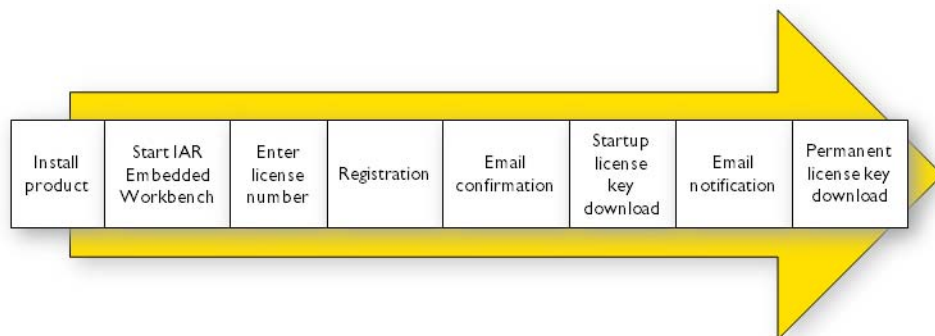 Install
product
Start IAR
Embedded
Workbench
Enter
license
number
Registration
Email
confirmation
Startup
license
key
download
Email
notification
Permanent
license key
download